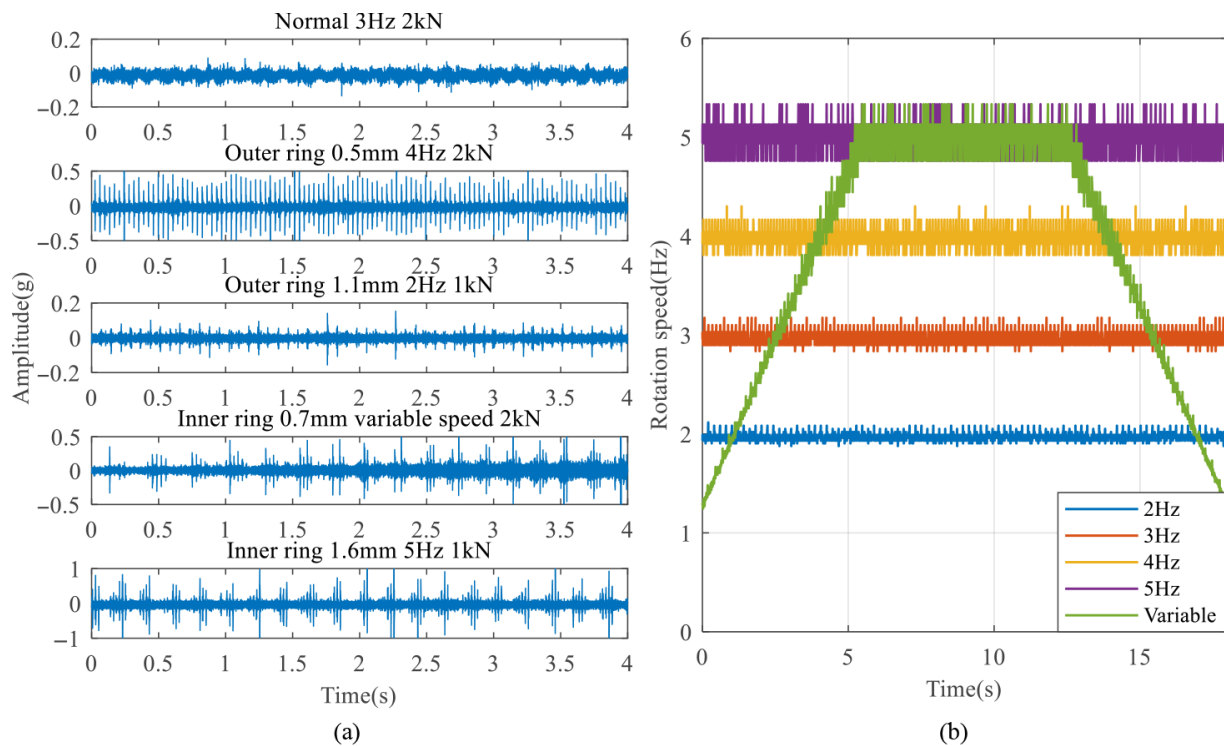 Normal 3Hz 2kN
0.2
0
−0.2
0 0.5 1 1.5 2 2.5 3 3.5 4
Outer ring 0.5mm 4Hz 2kN
0.5
0
−0.5
0 0.5 1 1.5 2 2.5 3 3.5 4
Outer ring 1.1mm 2Hz 1kN
0.2
0
−0.2
0 0.5 1 1.5 2 2.5 3 3.5 4
Inner ring 0.7mm variable speed 2kN
0.5
0
−0.5
0 0.5 1 1.5 2 2.5 3 3.5 4
Inner ring 1.6mm 5Hz 1kN
1
0
−1
0 0.5 1 1.5 2 2.5 3 3.5 4
Amplitude(g)
Time(s)
(a)
6
5
4
3
2
1
0
0 5 10 15
Rotation speed(Hz)
Time(s)
2Hz
3Hz
4Hz
5Hz
Variable
(b)